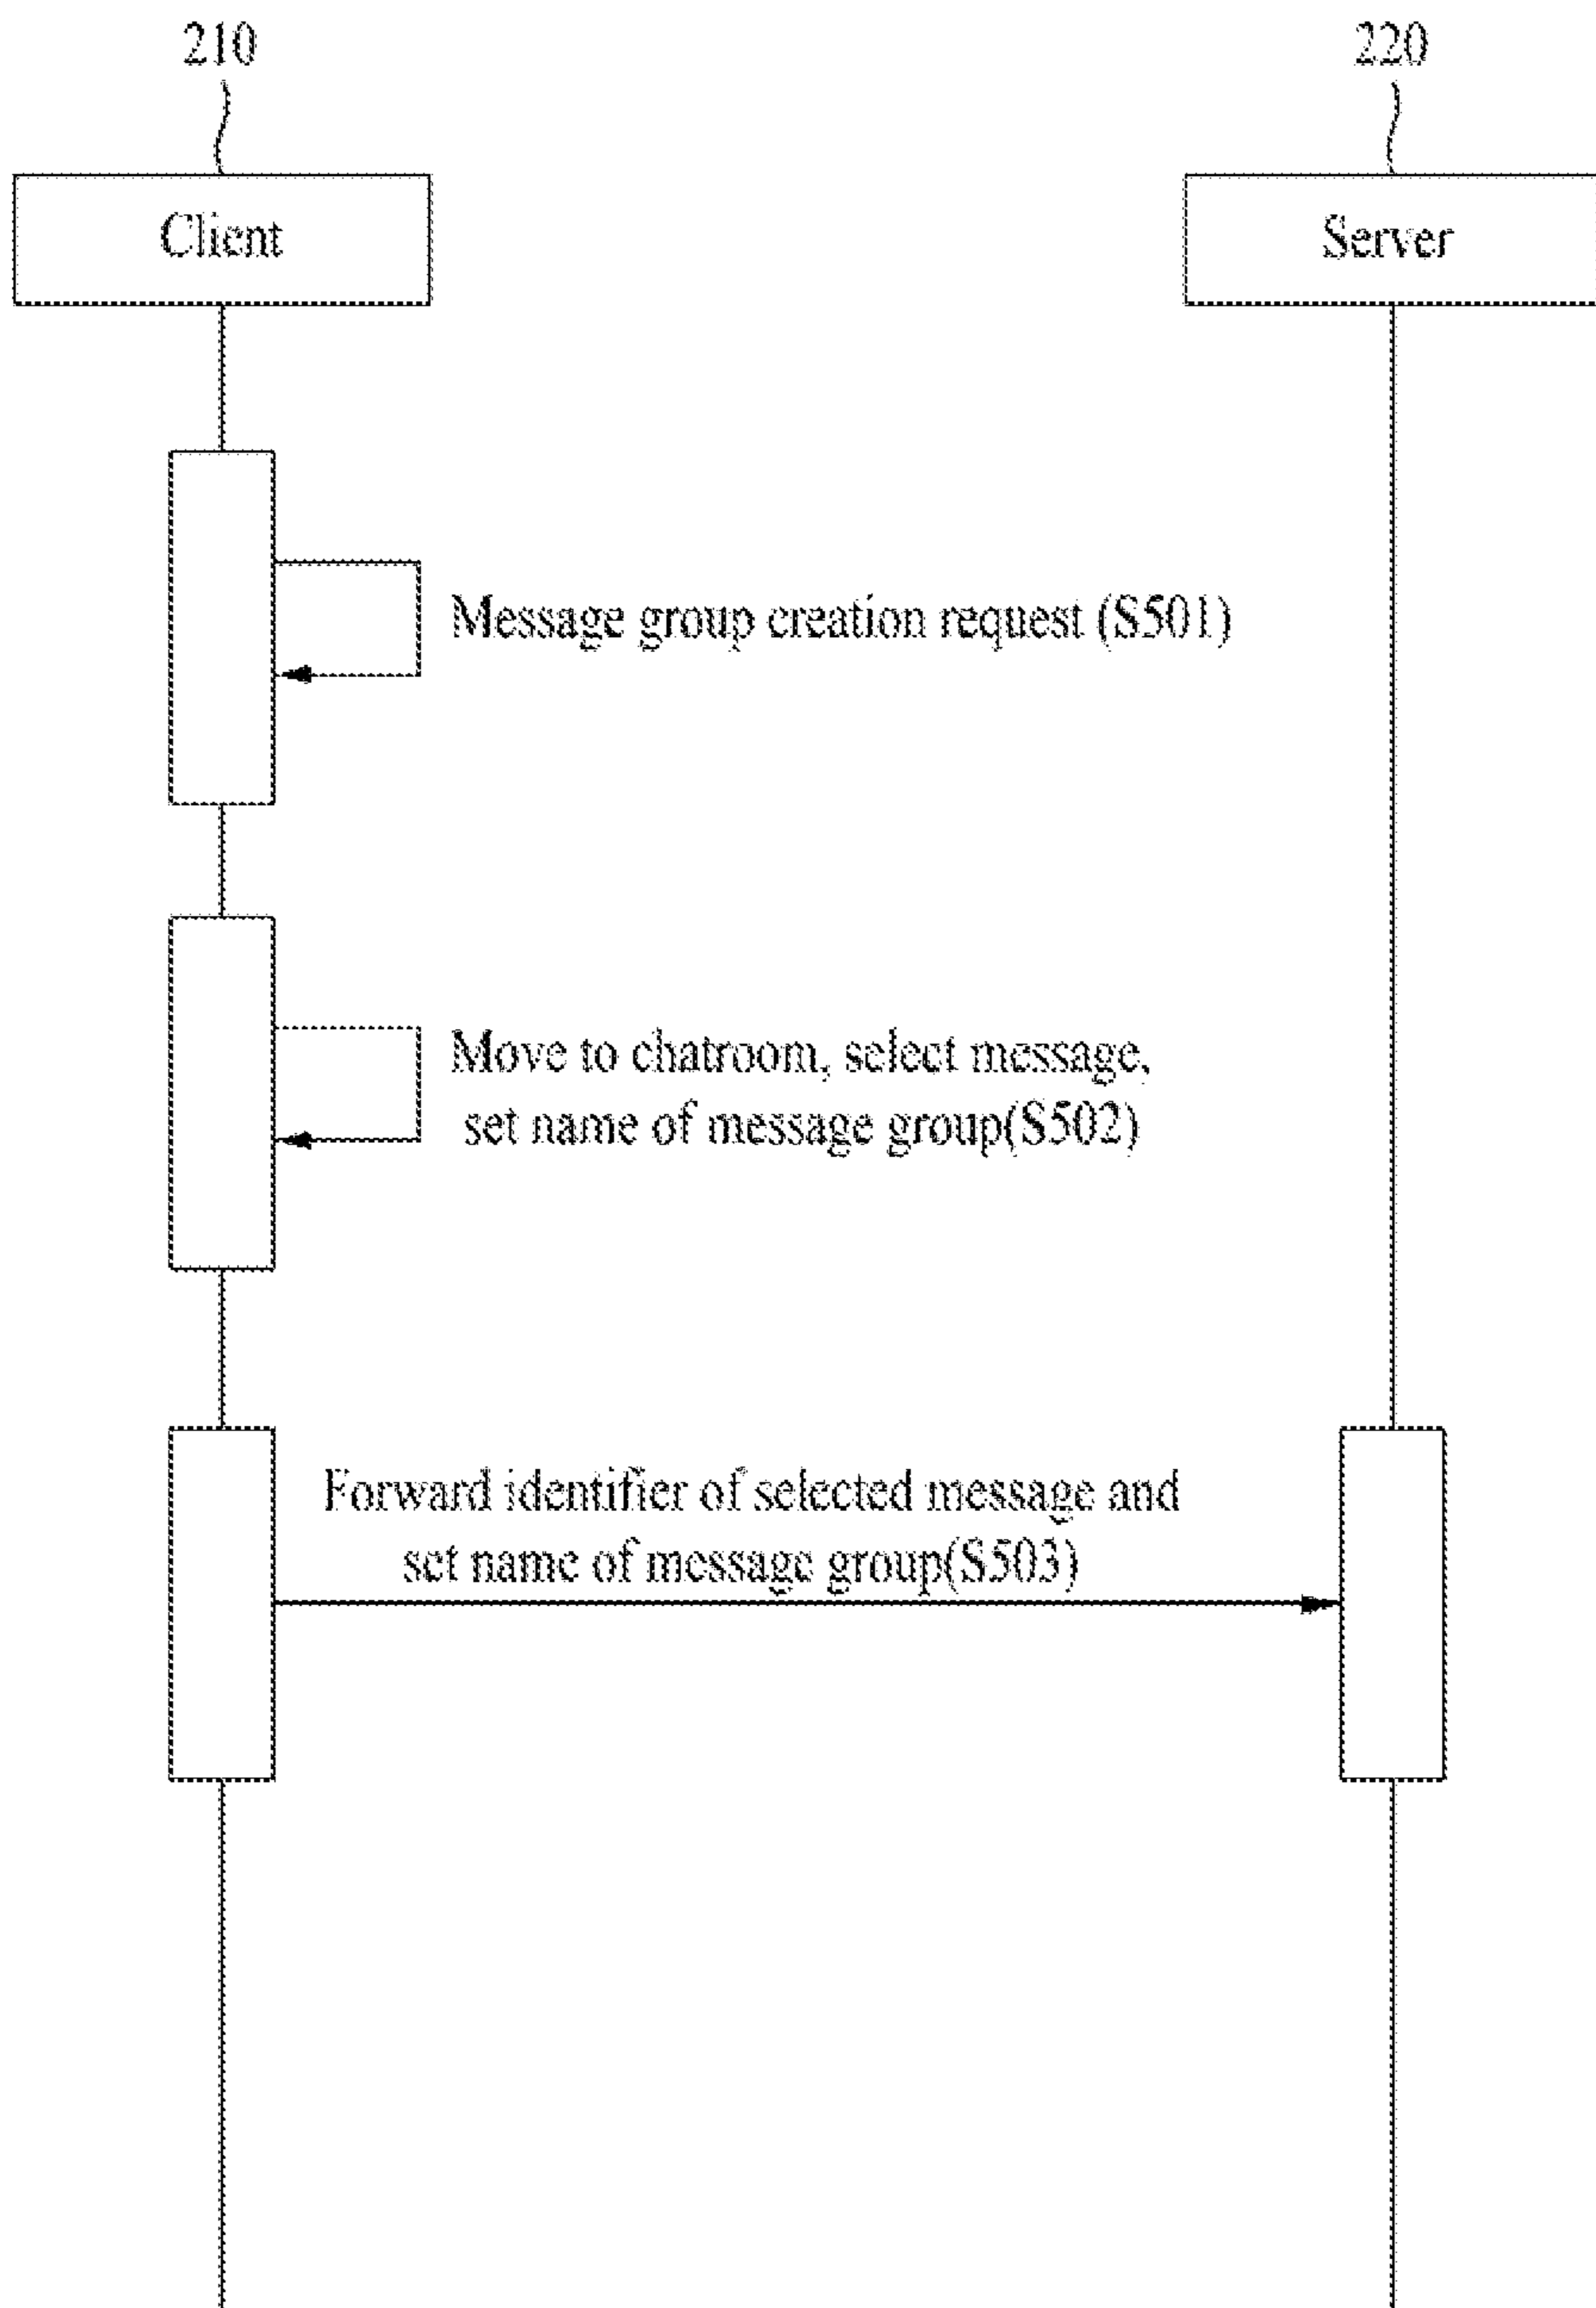 210
220
Client
Server
Message group creation request (S501)
Move to chatroom, select message,
set name of message group(S502)
Forward identifier of selected message and
set name of message group(S503)